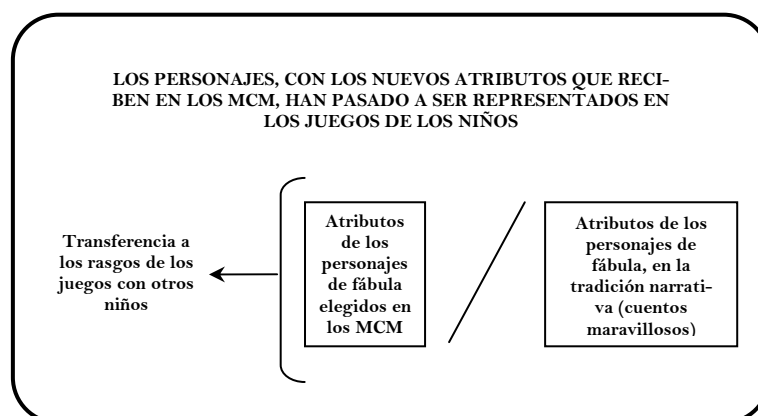 LOS PERSONAJES, CON LOS NUEVOS ATRIBUTOS QUE RECI-
BEN EN LOS MCM, HAN PASADO A SER REPRESENTADOS EN
LOS JUEGOS DE LOS NIÑOS
Transferencia a
los rasgos de los
juegos con otros
niños
Atributos
de los
personajes
de fábula
elegidos en
los MCM
Atributos de los
personajes de
fábula, en la
tradición narrati-
va (cuentos
maravillosos)